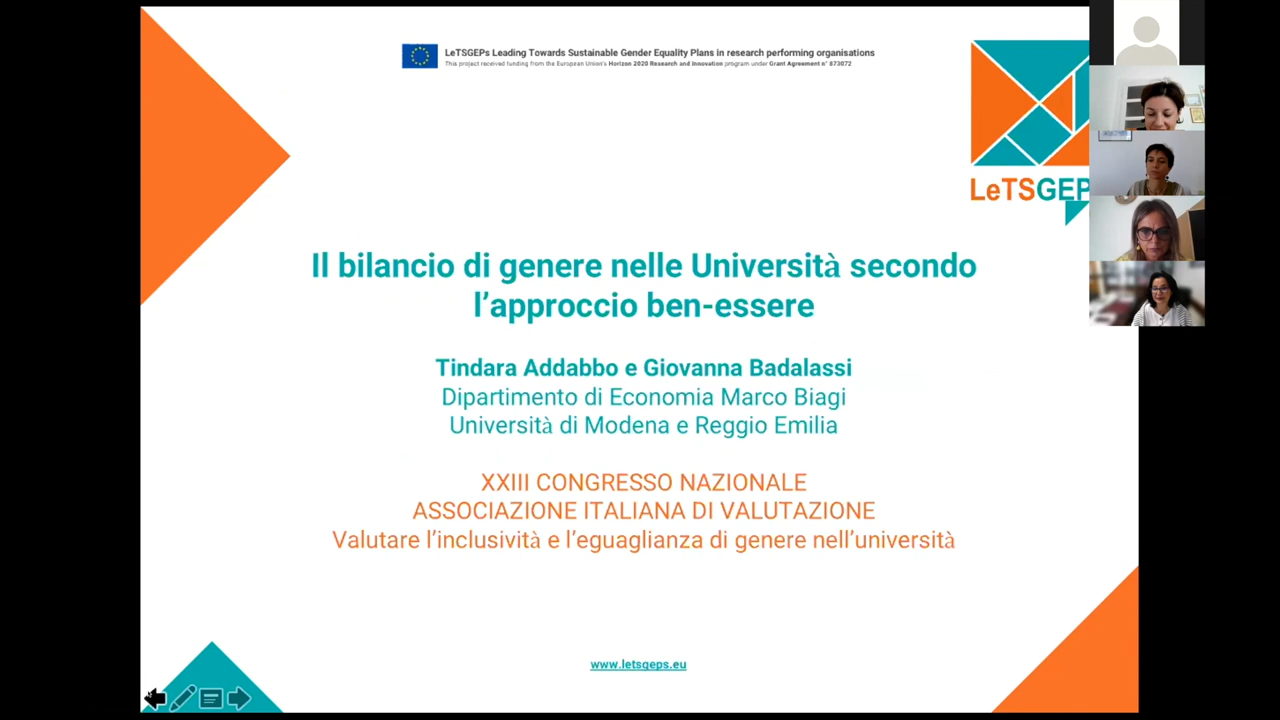 LeTSGEPs Leading Towards Sustainable Gender Equality Plans in research performing organisations
This project received funding from the European Union's Horizon 2020 Research and Innovation program under Grant Agreement n° 873072
LeTSGEP
Il bilancio di genere nelle Università secondo
l'approccio ben-essere
Tindara Addabbo e Giovanna Badalassi
Dipartimento di Economia Marco Biagi
Università di Modena e Reggio Emilia
XXIII CONGRESSO NAZIONALE
ASSOCIAZIONE ITALIANA DI VALUTAZIONE
Valutare l'inclusività e l'eguaglianza di genere nell'università
www.letsgeps.eu